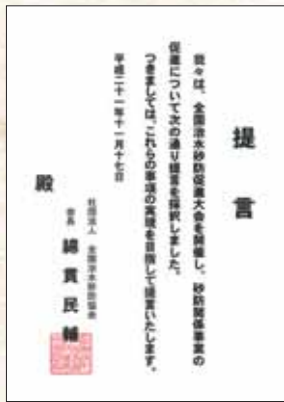 提言
我々は、全国治水砂防促進大会を開催し、砂防関係事業の
促進について次の通り提言を採択しました。
つきましては、これらの事項の実現を目指して提言いたします。
平成二十一年十一月十七日
社団法人 全国治水砂防協会
会長 綿貫民輔
殿